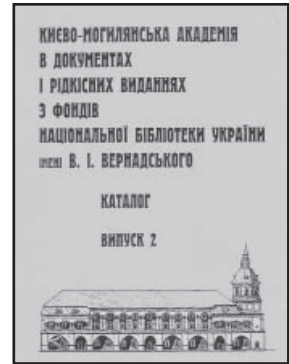 КИЄВО-МОГИЛЯНСЬКА АКАДЕМІЯ
В ДОКУМЕНТАХ
І РІДКІСНИХ ВИДАННЯХ
З ФОНДІВ
НАЦІОНАЛЬНОЇ БІБЛІОТЕКИ УКРАЇНИ
ІМЕНІ В. І. ВЕРНАДСЬКОГО
КАТАЛОГ
ВИПУСК 2